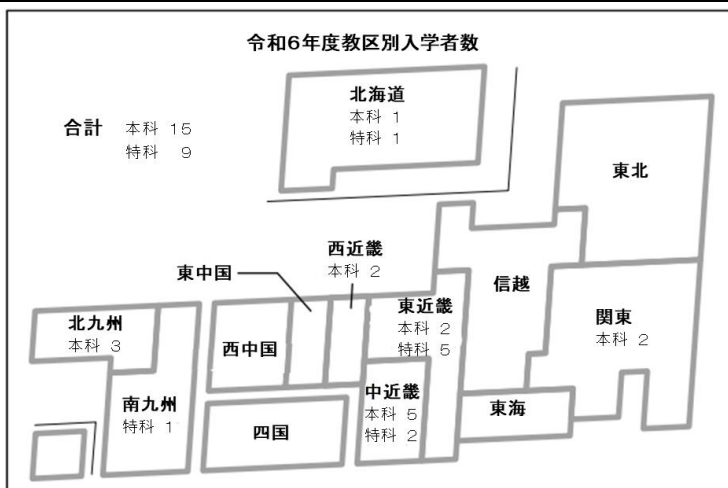 令和6年度教区別入学者数
合計 本科 15
特科 9
北海道
本科 1
特科 1
東北
西近畿
本科 2
東中国
信越
東近畿
本科 2
特科 5
関東
本科 2
北九州
本科 3
西中国
中近畿
本科 5
特科 2
南九州
特科 1
四国
東海